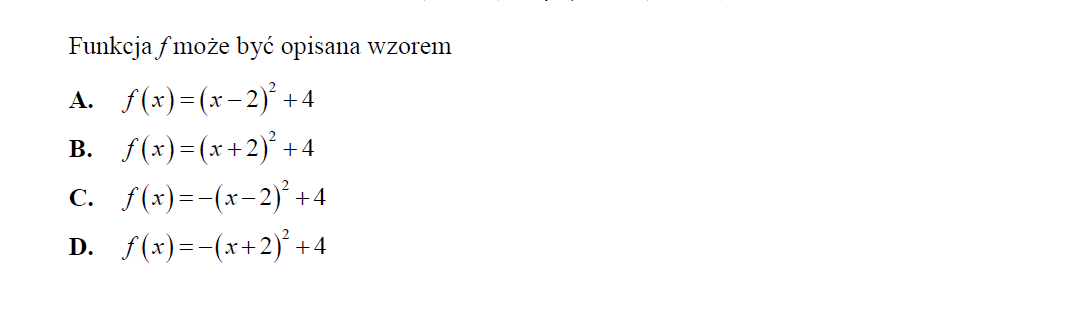 Funkcja f może być opisana wzorem
A. f(x)=(x−2)²+4
B. f(x)=(x+2)²+4
C. f(x)=−(x−2)²+4
D. f(x)=−(x+2)²+4